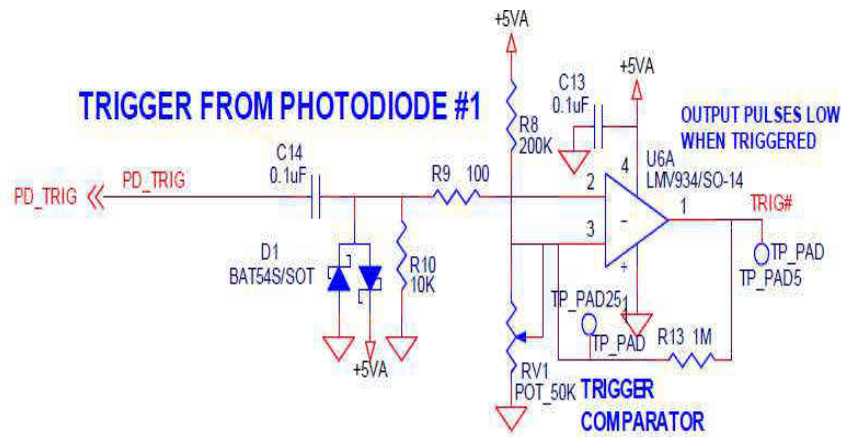 +5VA
TRIGGER FROM PHOTODIODE #1
C13
0.1uF
+5VA
OUTPUT PULSES LOW
WHEN TRIGGERED
R8
200K
C14
0.1uF
R9 100
4
U6A
LMV934/SO-14
PD_TRIG
PD_TRIG
2
3
-
+
1
TRIG#
TP_PAD
TP_PAD5
D1
BAT54S/SOT
R10
10K
+5VA
TP_PAD25
TP_PAD
R13 1M
RV1
POT_50K
TRIGGER
COMPARATOR